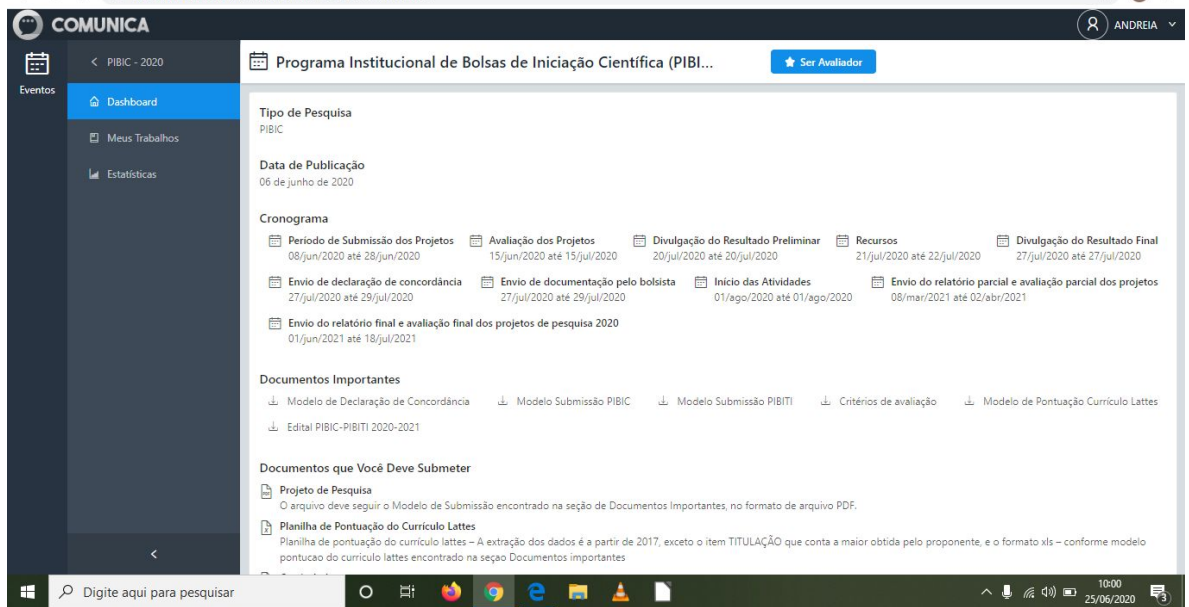 COMUNICA
ANDREIA
Eventos
PIBIC - 2020
Dashboard
Meus Trabalhos
Estatísticas
Programa Institucional de Bolsas de Iniciação Científica (PIBI...
Ser Avaliador
Tipo de Pesquisa
PIBIC
Data de Publicação
06 de junho de 2020
Cronograma
Período de Submissão dos Projetos
08/jun/2020 até 28/jun/2020
Avaliação dos Projetos
15/jun/2020 até 15/jul/2020
Divulgação do Resultado Preliminar
20/jul/2020 até 20/jul/2020
Recursos
21/jul/2020 até 22/jul/2020
Divulgação do Resultado Final
27/jul/2020 até 27/jul/2020
Envio de declaração de concordância
27/jul/2020 até 29/jul/2020
Envio de documentação pelo bolsista
27/jul/2020 até 29/jul/2020
Início das Atividades
01/ago/2020 até 01/ago/2020
Envio do relatório parcial e avaliação parcial dos projetos
08/mar/2021 até 02/abr/2021
Envio do relatório final e avaliação final dos projetos de pesquisa 2020
01/jun/2021 até 18/jul/2021
Documentos Importantes
Modelo de Declaração de Concordância
Modelo Submissão PIBIC
Modelo Submissão PIBITI
Critérios de avaliação
Modelo de Pontuação Currículo Lattes
Edital PIBIC-PIBITI 2020-2021
Documentos que Você Deve Submeter
Projeto de Pesquisa
O arquivo deve seguir o Modelo de Submissão encontrado na seção de Documentos Importantes, no formato de arquivo PDF.
Planilha de Pontuação do Currículo Lattes
Planilha de pontuação do currículo lattes – A extração dos dados é a partir de 2017, exceto o item TITULAÇÃO que conta a maior obtida pelo proponente, e o formato xls – conforme modelo
pontucao do curriculo lattes encontrado na seçao Documentos importantes
Digite aqui para pesquisar
10:00
25/06/2020
3